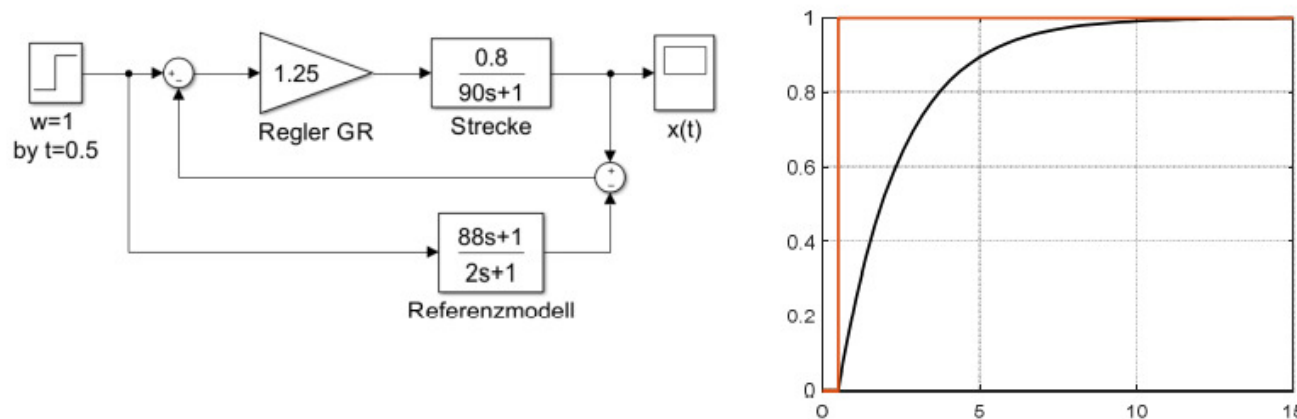 w=1
by t=0.5
+
−
1.25
Regler GR
0.8
90s+1
Strecke
x(t)
+
−
88s+1
2s+1
Referenzmodell
1
0.8
0.6
0.4
0.2
0
0
5
10